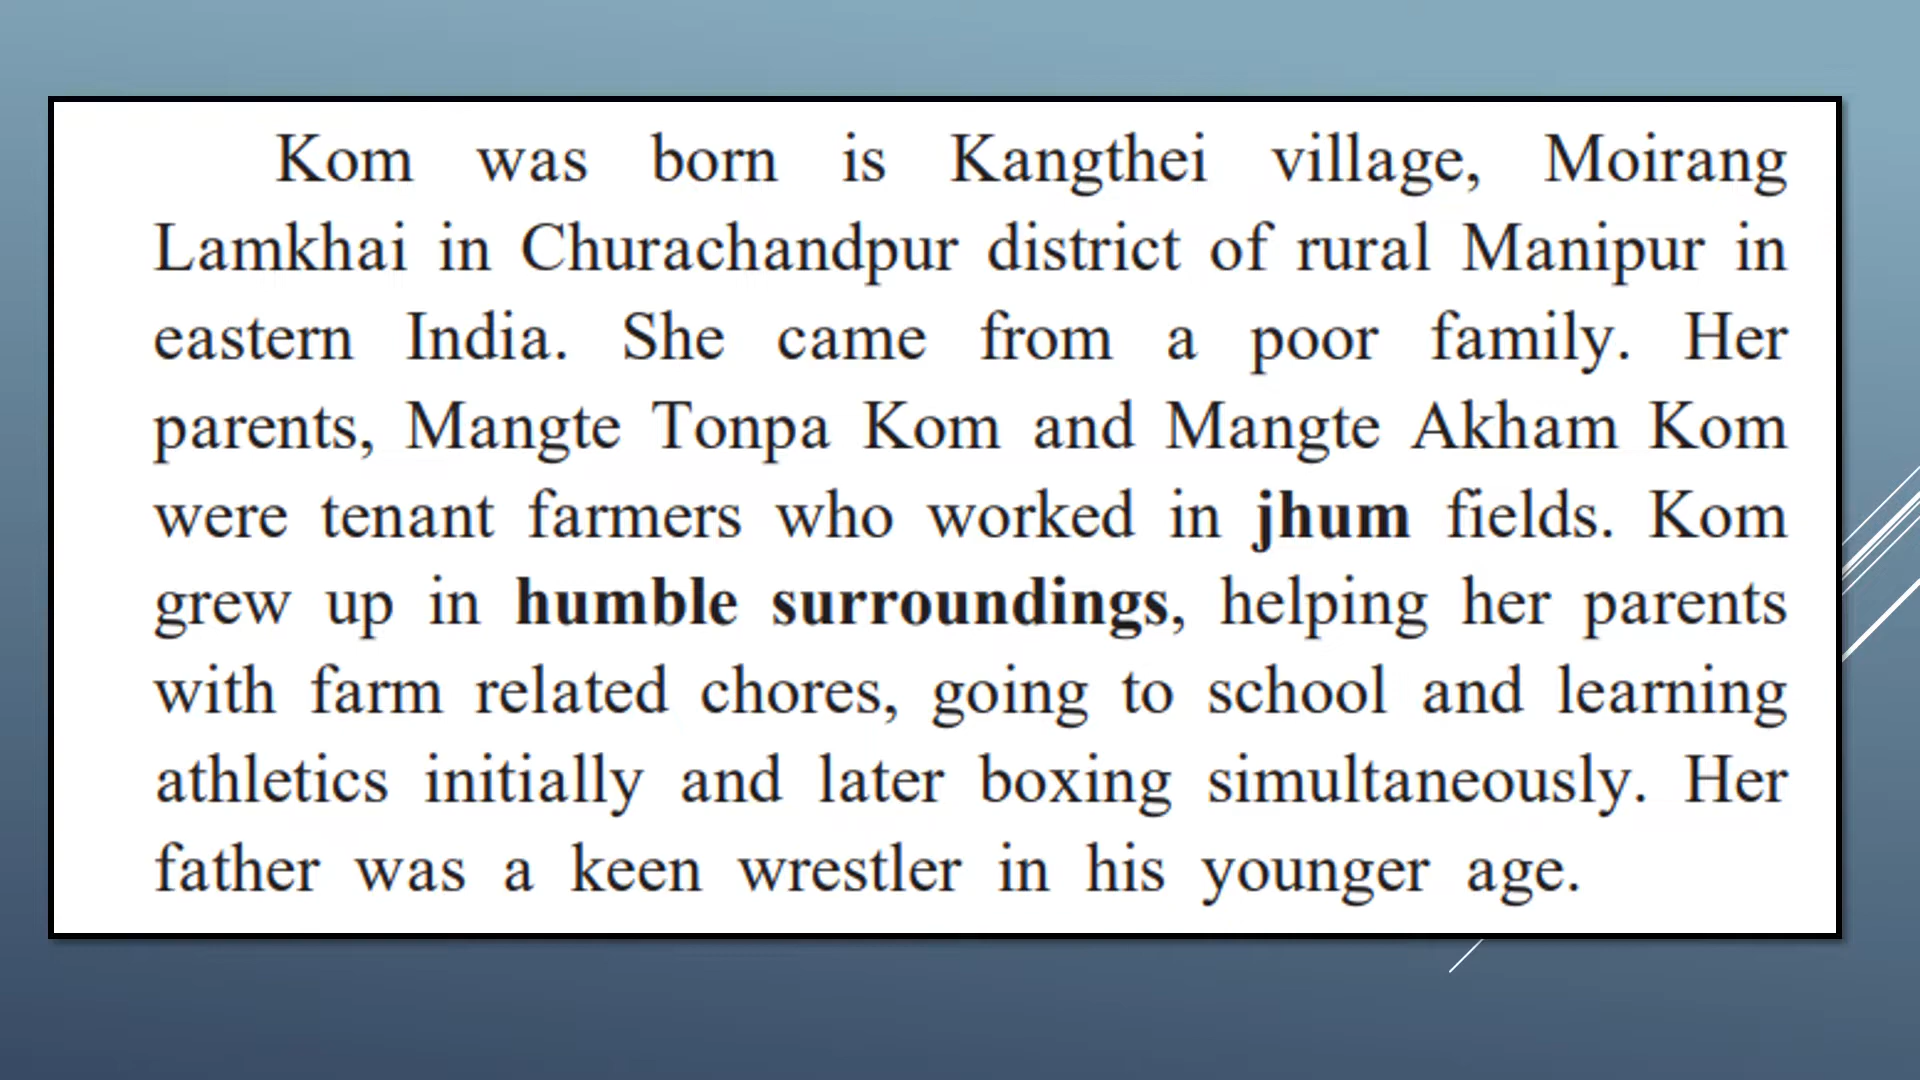 Kom was born is Kangthei village, Moirang
Lamkhai in Churachandpur district of rural Manipur in
eastern India. She came from a poor family. Her
parents, Mangte Tonpa Kom and Mangte Akham Kom
were tenant farmers who worked in jhum fields. Kom
grew up in humble surroundings, helping her parents
with farm related chores, going to school and learning
athletics initially and later boxing simultaneously. Her
father was a keen wrestler in his younger age.